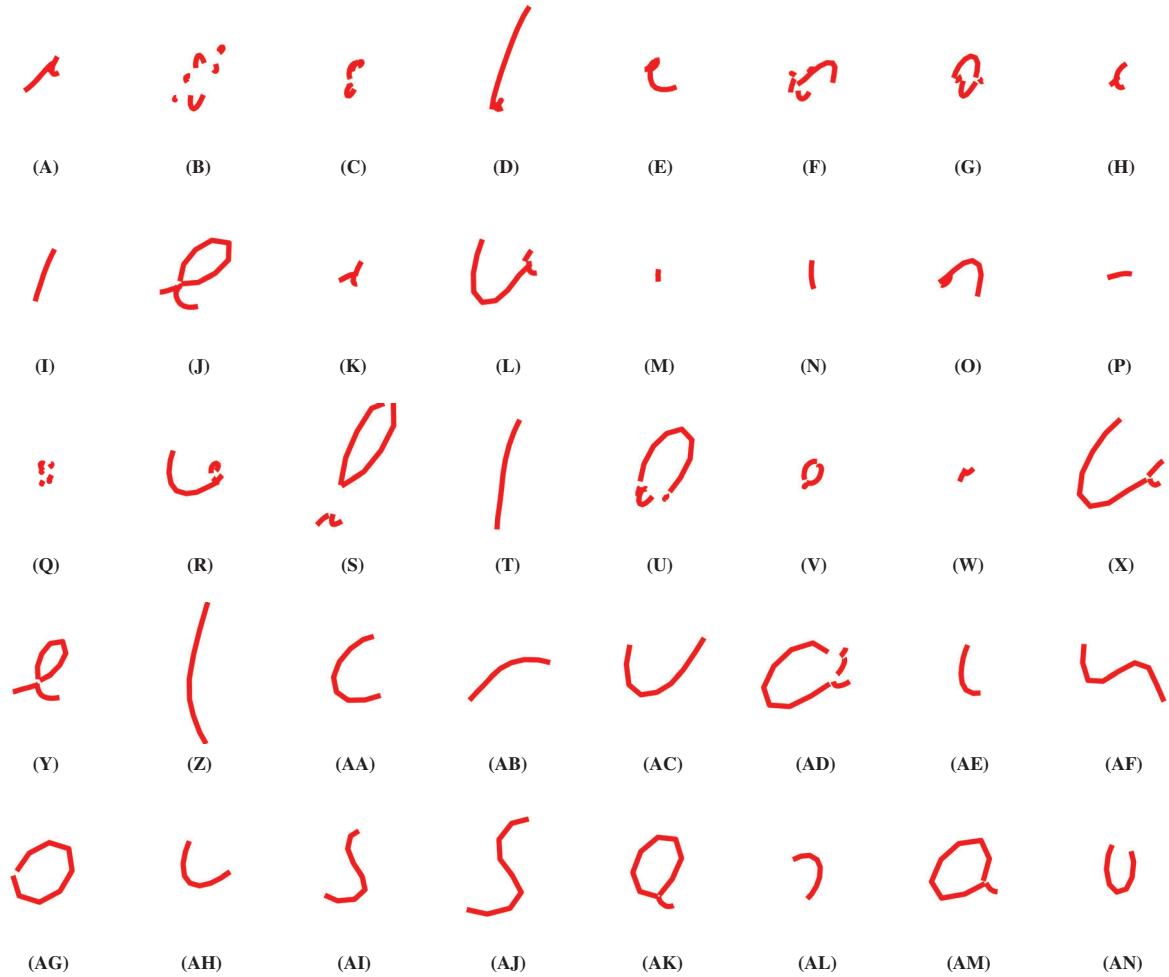 (A) (B) (C) (D) (E) (F) (G) (H)
(I) (J) (K) (L) (M) (N) (O) (P)
(Q) (R) (S) (T) (U) (V) (W) (X)
(Y) (Z) (AA) (AB) (AC) (AD) (AE) (AF)
(AG) (AH) (AI) (AJ) (AK) (AL) (AM) (AN)